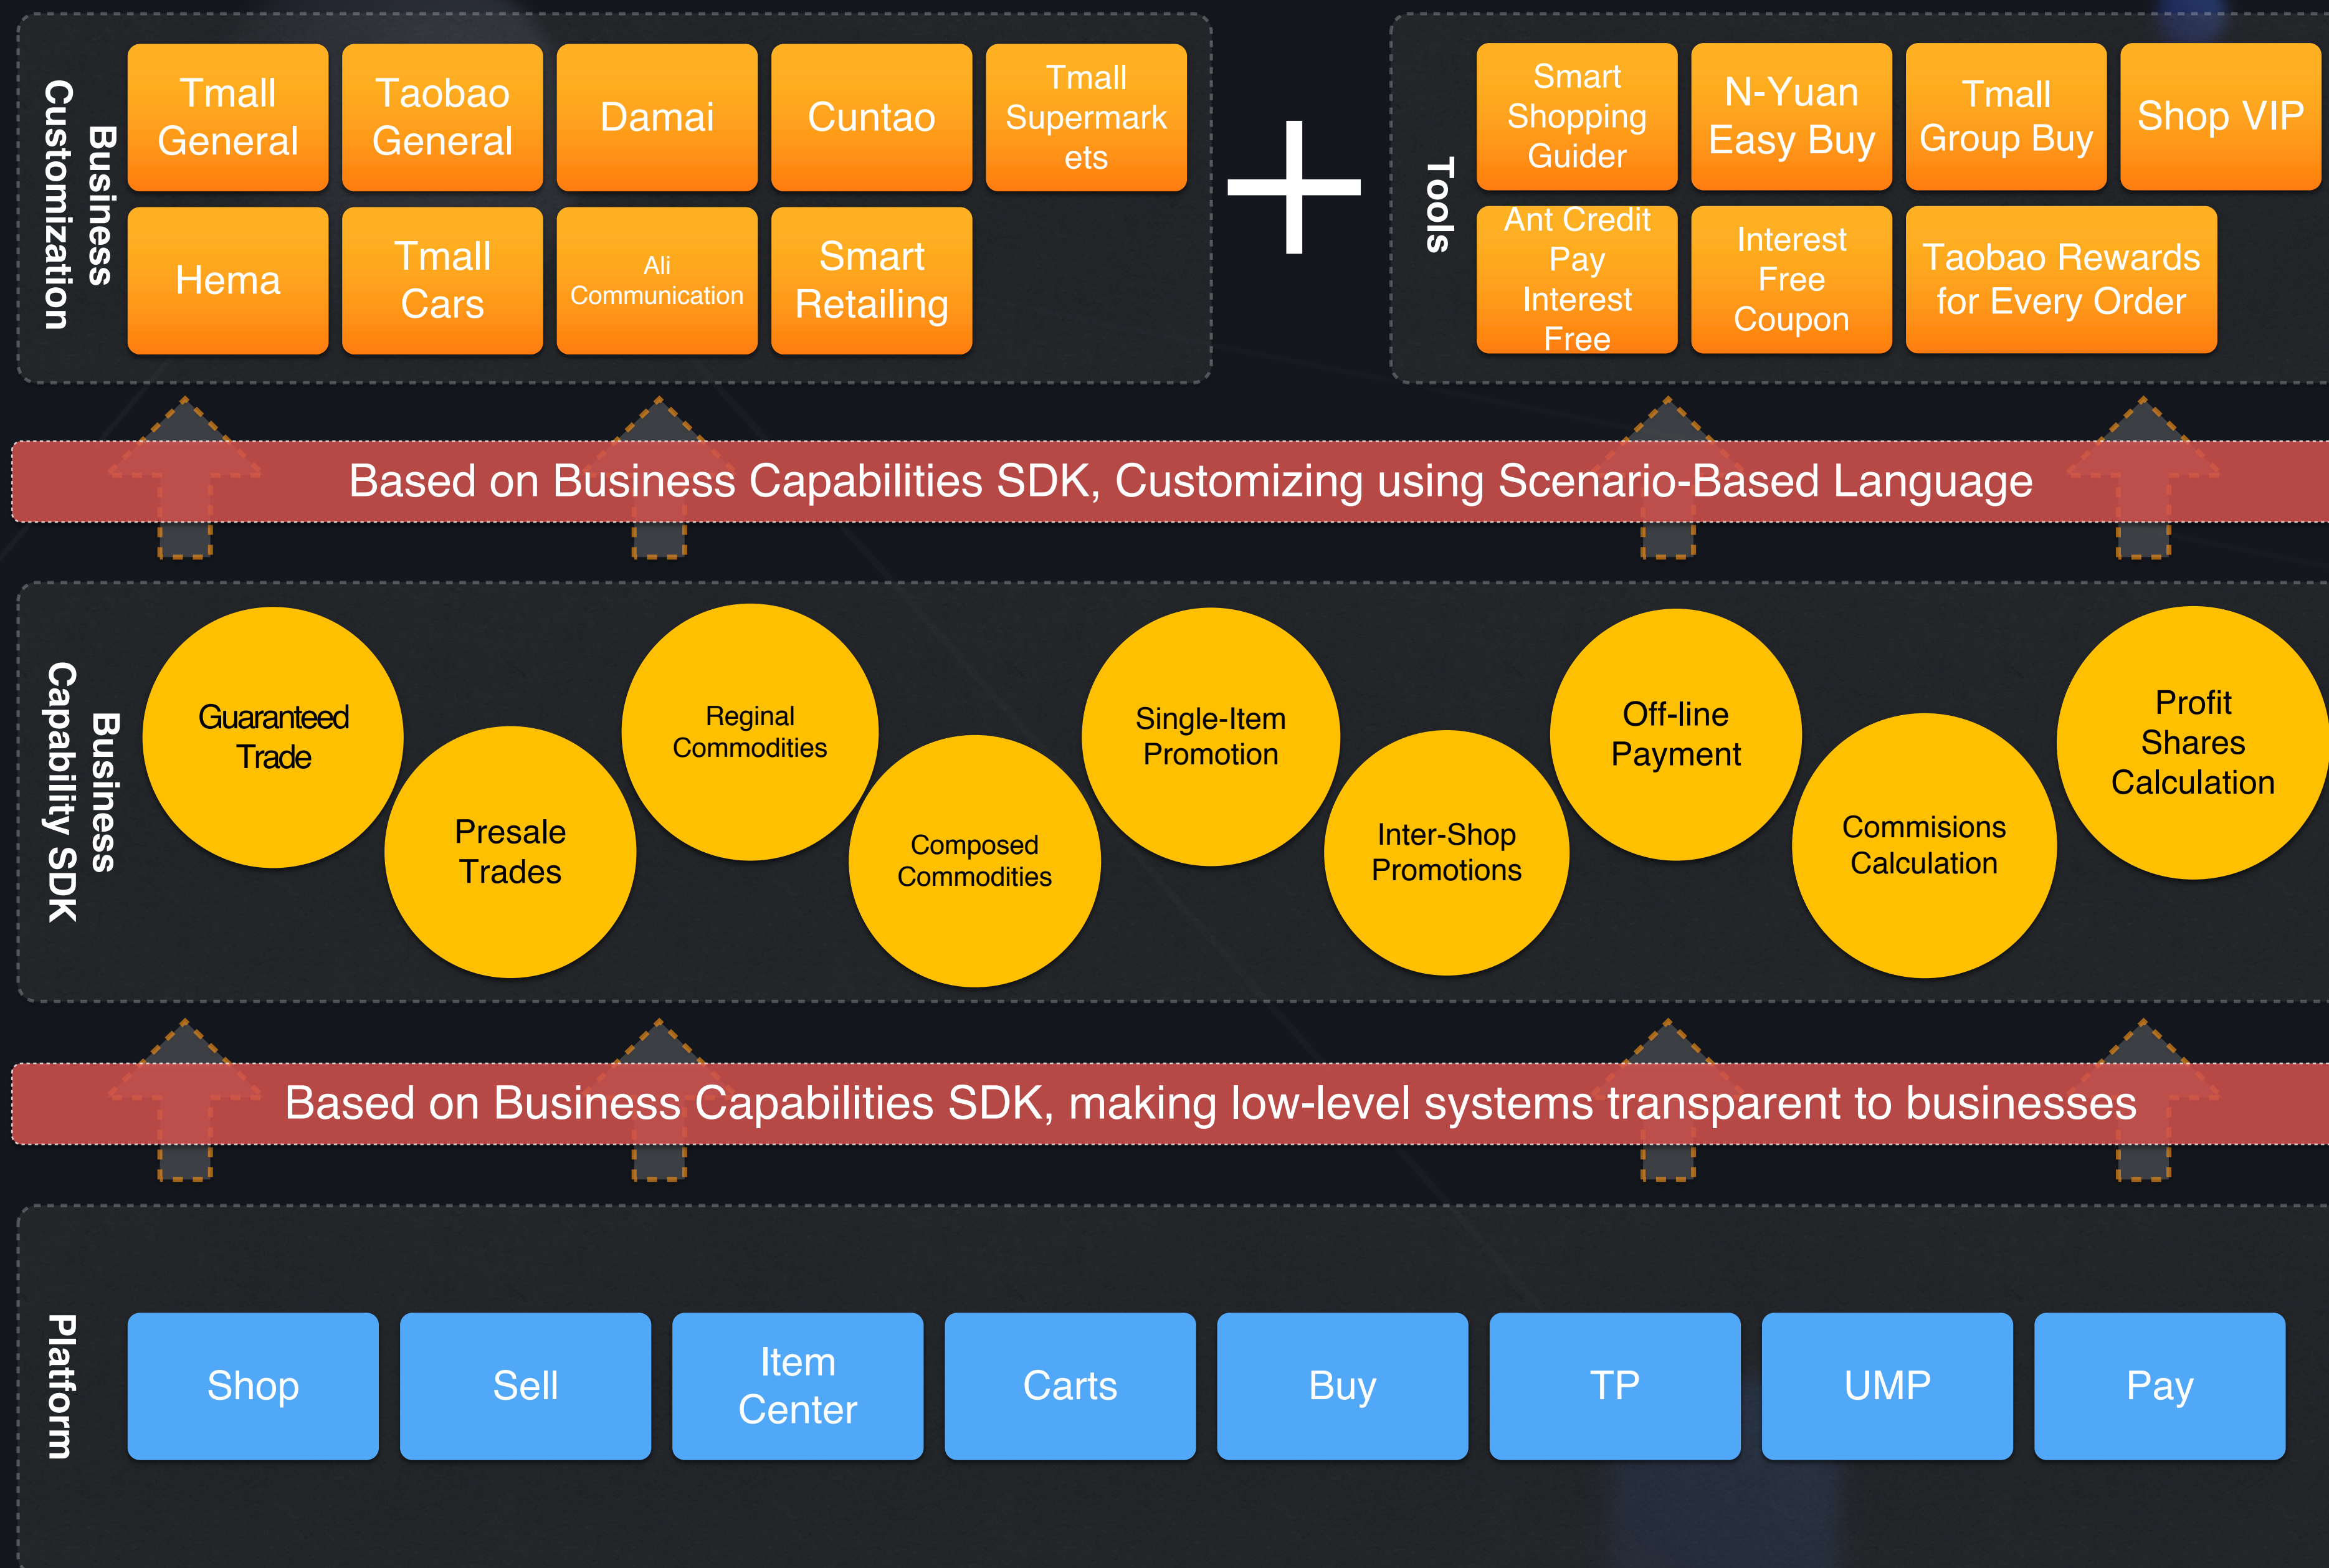 Business
Customization
Tmall
General
Taobao
General
Damai
Cuntao
Tmall
Supermark
ets
Hema
Tmall
Cars
Ali
Communication
Smart
Retailing
Tools
Smart
Shopping
Guider
N-Yuan
Easy Buy
Tmall
Group Buy
Shop VIP
Ant Credit
Pay
Interest
Free
Interest
Free
Coupon
Taobao Rewards
for Every Order
Based on Business Capabilities SDK, Customizing using Scenario-Based Language
Business
Capability SDK
Guaranteed
Trade
Presale
Trades
Reginal
Commodities
Composed
Commodities
Single-Item
Promotion
Inter-Shop
Promotions
Off-line
Payment
Commisions
Calculation
Profit
Shares
Calculation
Based on Business Capabilities SDK, making low-level systems transparent to businesses
Platform
Shop
Sell
Item
Center
Carts
Buy
TP
UMP
Pay